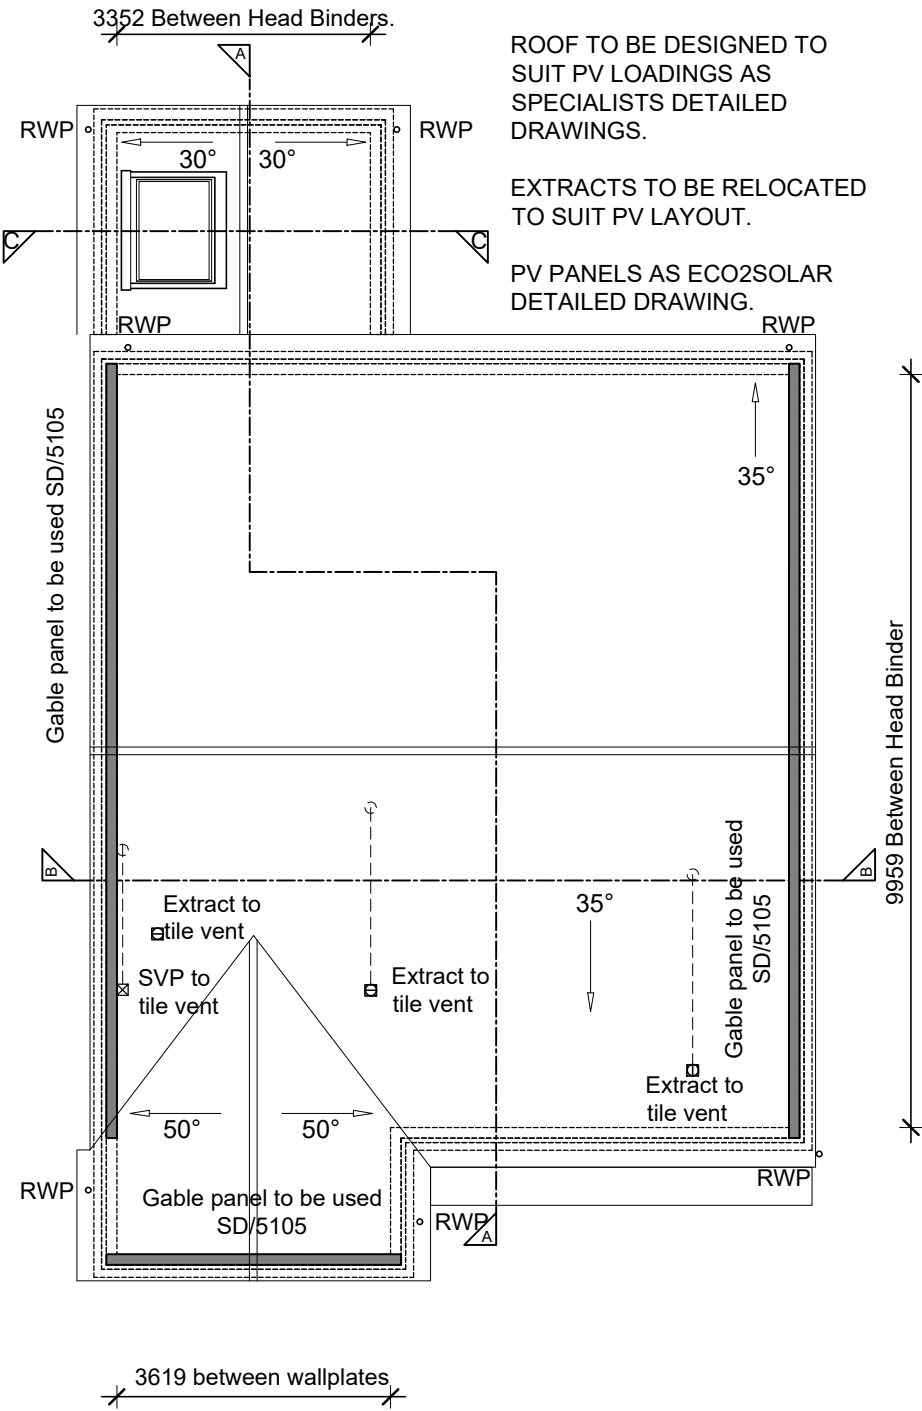 3352 Between Head Binders.
A
ROOF TO BE DESIGNED TO
SUIT PV LOADINGS AS
SPECIALISTS DETAILED
DRAWINGS.
EXTRACTS TO BE RELOCATED
TO SUIT PV LAYOUT.
PV PANELS AS ECO2SOLAR
DETAILED DRAWING.
RWP
RWP
30°
30°
C
C
RWP
RWP
35°
Gable panel to be used SD/5105
9959 Between Head Binder
B
B
Extract to
tile vent
SVP to
tile vent
Extract to
tile vent
35°
Gable panel to be used
SD/5105
Extract to
tile vent
50°
50°
RWP
Gable panel to be used
SD/5105
RWP
A
RWP
3619 between wallplates